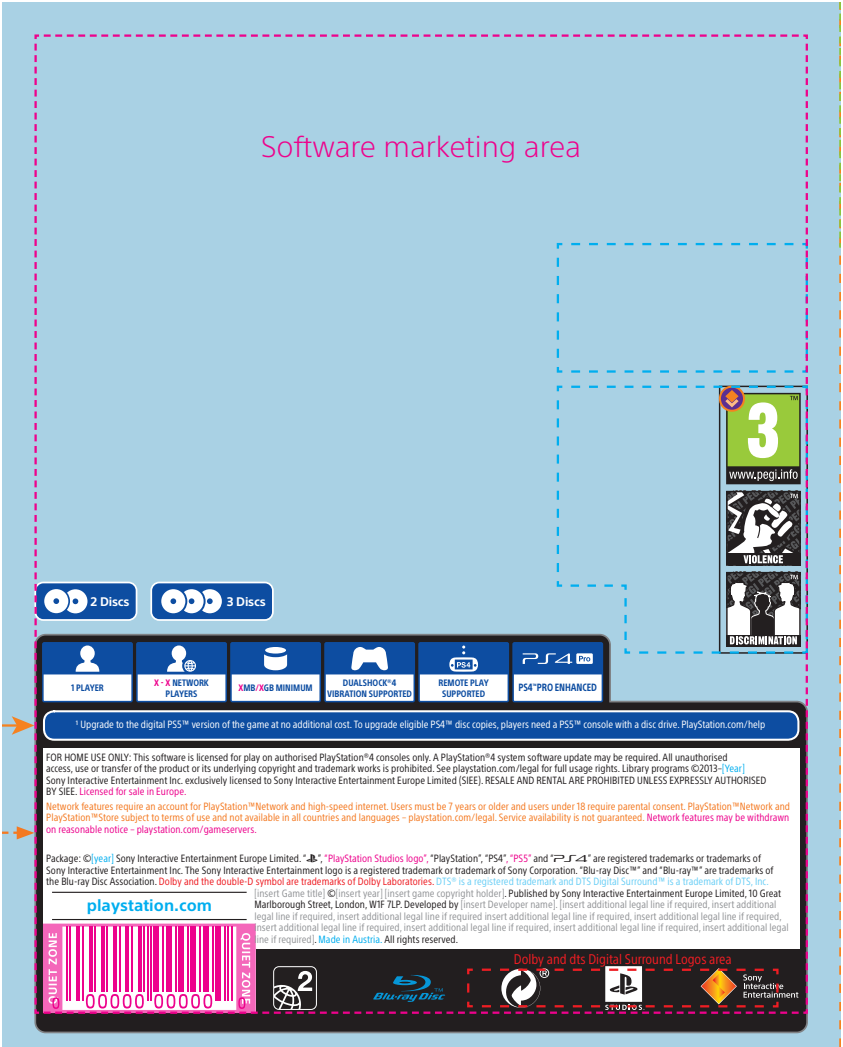 Software marketing area
3
TM
www.pegi.info
TM
VIOLENCE
TM
DISCRIMINATION
2 Discs
3 Discs
1 PLAYER
X - X NETWORK
PLAYERS
XMB/XGB MINIMUM
DUALSHOCK®4
VIBRATION SUPPORTED
PS4
REMOTE PLAY
SUPPORTED
PS4 Pro
PS4™PRO ENHANCED
¹ Upgrade to the digital PS5™ version of the game at no additional cost. To upgrade eligible PS4™ disc copies, players need a PS5™ console with a disc drive. PlayStation.com/help
FOR HOME USE ONLY: This software is licensed for play on authorised PlayStation®4 consoles only. A PlayStation®4 system software update may be required. All unauthorised
access, use or transfer of the product or its underlying copyright and trademark works is prohibited. See playstation.com/legal for full usage rights. Library programs ©2013–[Year]
Sony Interactive Entertainment Inc. exclusively licensed to Sony Interactive Entertainment Europe Limited (SIEE). RESALE AND RENTAL ARE PROHIBITED UNLESS EXPRESSLY AUTHORISED
BY SIEE. Licensed for sale in Europe.
Network features require an account for PlayStation™Network and high-speed internet. Users must be 7 years or older and users under 18 require parental consent. PlayStation™Network and
PlayStation™Store subject to terms of use and not available in all countries and languages – playstation.com/legal. Service availability is not guaranteed. Network features may be withdrawn
on reasonable notice – playstation.com/gameservers.
Package: ©[year] Sony Interactive Entertainment Europe Limited. "PS", "PlayStation Studios logo", "PlayStation", "PS4", "PS5" and "PS4" are registered trademarks or trademarks of
Sony Interactive Entertainment Inc. The Sony Interactive Entertainment logo is a registered trademark or trademark of Sony Corporation. "Blu-ray Disc™" and "Blu-ray™" are trademarks of
the Blu-ray Disc Association. Dolby and the double-D symbol are trademarks of Dolby Laboratories. DTS® is a registered trademark and DTS Digital Surround™ is a trademark of DTS, Inc.
[insert Game title] ©[insert year] [insert game copyright holder]. Published by Sony Interactive Entertainment Europe Limited, 10 Great
Marlborough Street, London, W1F 7LP. Developed by [insert Developer name]. [insert additional legal line if required, insert additional
legal line if required, insert additional legal line if required insert additional legal line if required, insert additional legal line if required,
insert additional legal line if required, insert additional legal line if required, insert additional legal line if required, insert additional legal
line if required]. Made in Austria. All rights reserved.
playstation.com
QUIET ZONE
QUIET ZONE
0 00000 00000 0
2
Blu-ray Disc™
Dolby and dts Digital Surround Logos area
®
STUDIOS
Sony
Interactive
Entertainment